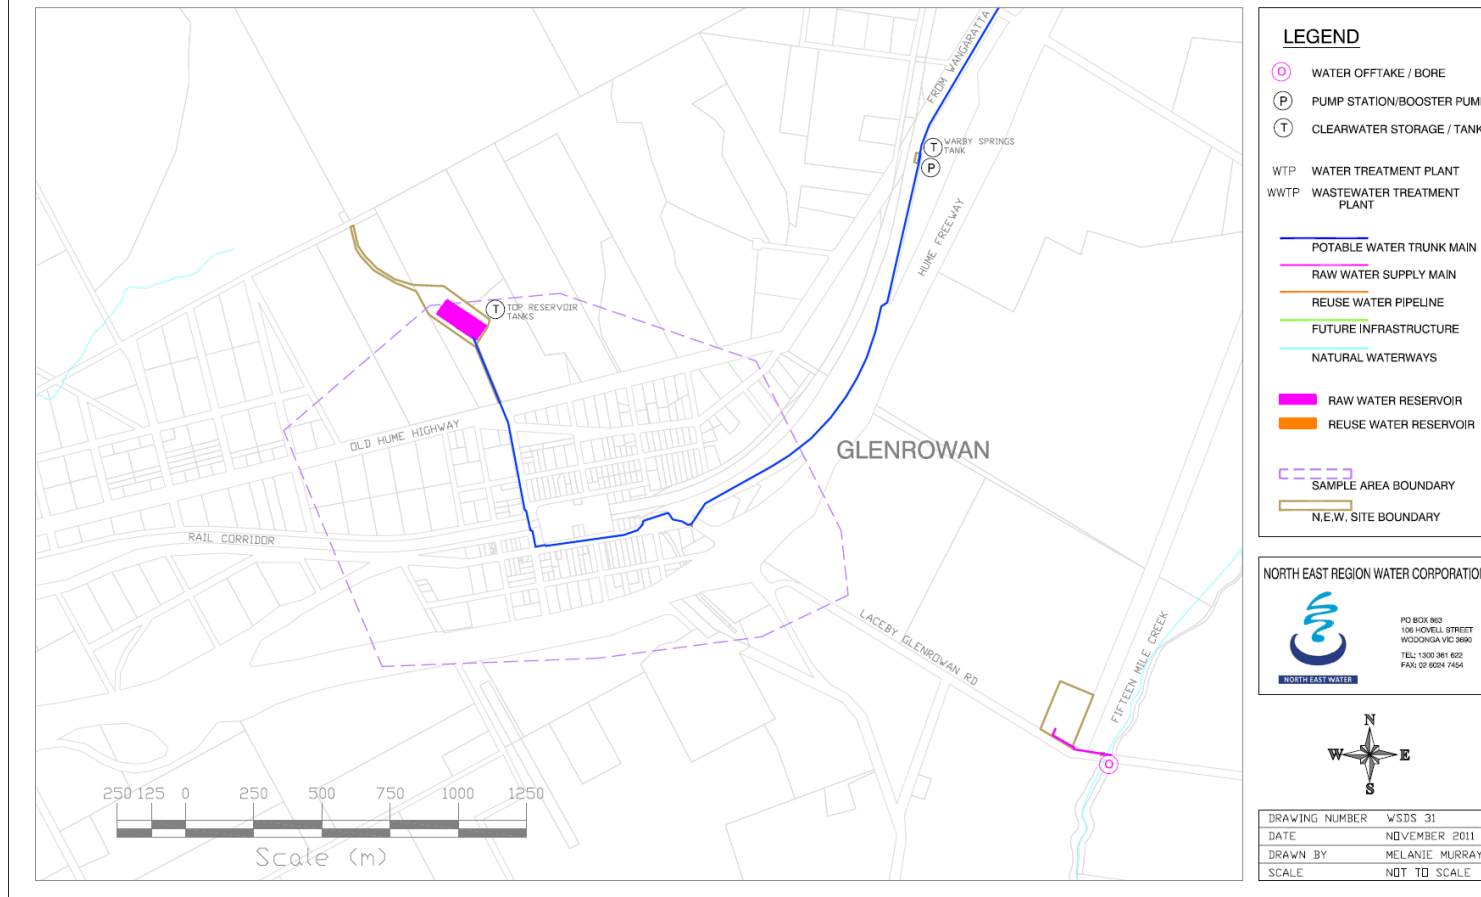 FROM WANGARATTA
T
WARBY SPRINGS
TANK
P
HUME FREEWAY
T
TOP RESERVOIR
TANKS
OLD HUME HIGHWAY
GLENROWAN
RAIL CORRIDOR
LACEBY GLENROWAN RD
FIFTEEN MILE CREEK
O
250 125 0 250 500 750 1000 1250
Scale (m)
LEGEND
O WATER OFFTAKE / BORE
P PUMP STATION/BOOSTER PUM
T CLEARWATER STORAGE / TANK
WTP WATER TREATMENT PLANT
WWTP WASTEWATER TREATMENT
PLANT
POTABLE WATER TRUNK MAIN
RAW WATER SUPPLY MAIN
REUSE WATER PIPELINE
FUTURE INFRASTRUCTURE
NATURAL WATERWAYS
RAW WATER RESERVOIR
REUSE WATER RESERVOIR
SAMPLE AREA BOUNDARY
N.E.W. SITE BOUNDARY
NORTH EAST REGION WATER CORPORATION
PO BOX 863
106 HOVELL STREET
WODONGA VIC 3690
TEL: 1300 361 622
FAX: 02 6024 7454
NORTH EAST WATER
N
W E
S
DRAWING NUMBER WSDS 31
DATE NOVEMBER 2011
DRAWN BY MELANIE MURRAY
SCALE NOT TO SCALE